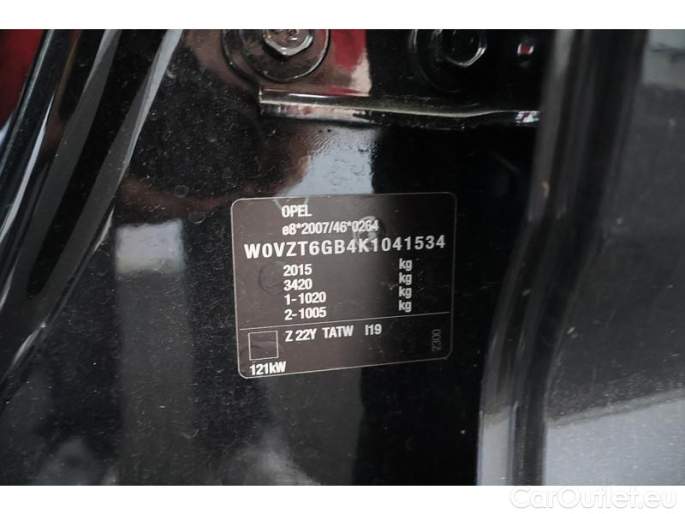 OPEL
e8*2007/46*0264
W0VZT6GB4K1041534
2015 kg
3420 kg
1-1020 kg
2-1005 kg
Z 22Y TATW I19
2300
121kW
CarOutlet.eu